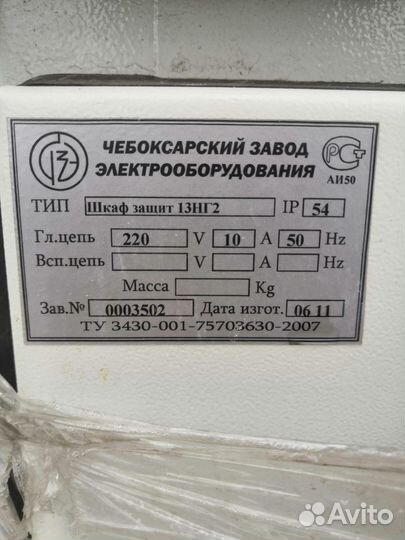 ЧЕБОКСАРСКИЙ ЗАВОД
ЭЛЕКТРООБОРУДОВАНИЯ
АИ50
ТИП Шкаф защит 13НГ2 IP 54
Гл.цепь 220 V 10 A 50 Hz
Всп.цепь V A Hz
Масса Kg
Зав.№ 0003502 Дата изгот. 06 11
ТУ 3430-001-75703630-2007
Avito